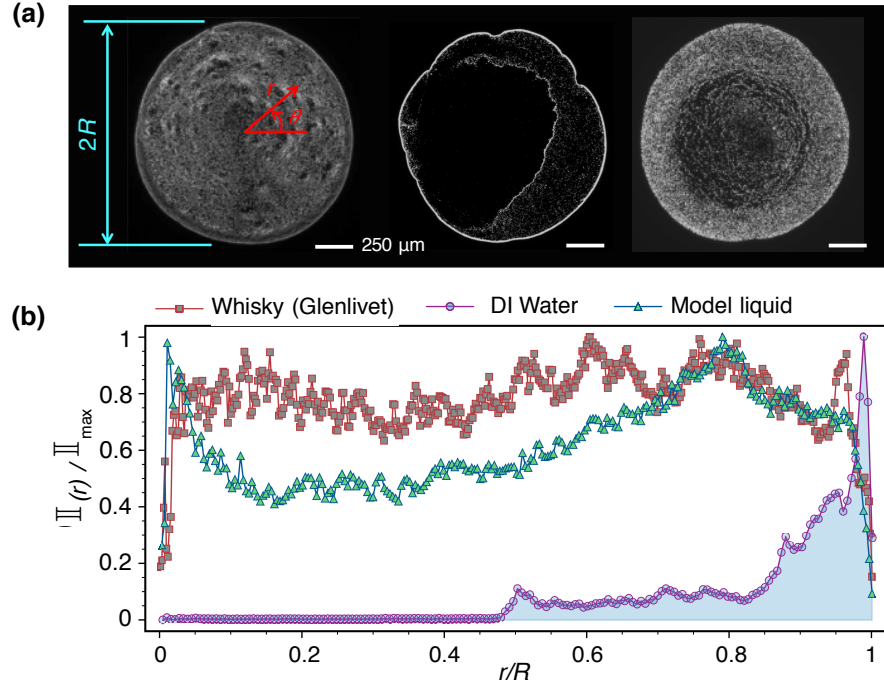 (a)
2R
r
θ
250 μm
(b)
Whisky (Glenlivet) DI Water Model liquid
𝕀(r) / 𝕀max
1
0.8
0.6
0.4
0.2
0
0 0.2 0.4 0.6 0.8 1
r/R